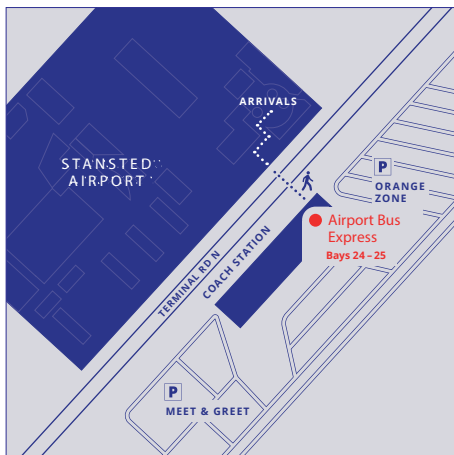 ARRIVALS
STANSTED
AIRPORT
P
ORANGE
ZONE
Airport Bus
Express
Bays 24 – 25
TERMINAL RD N
COACH STATION
P
MEET & GREET